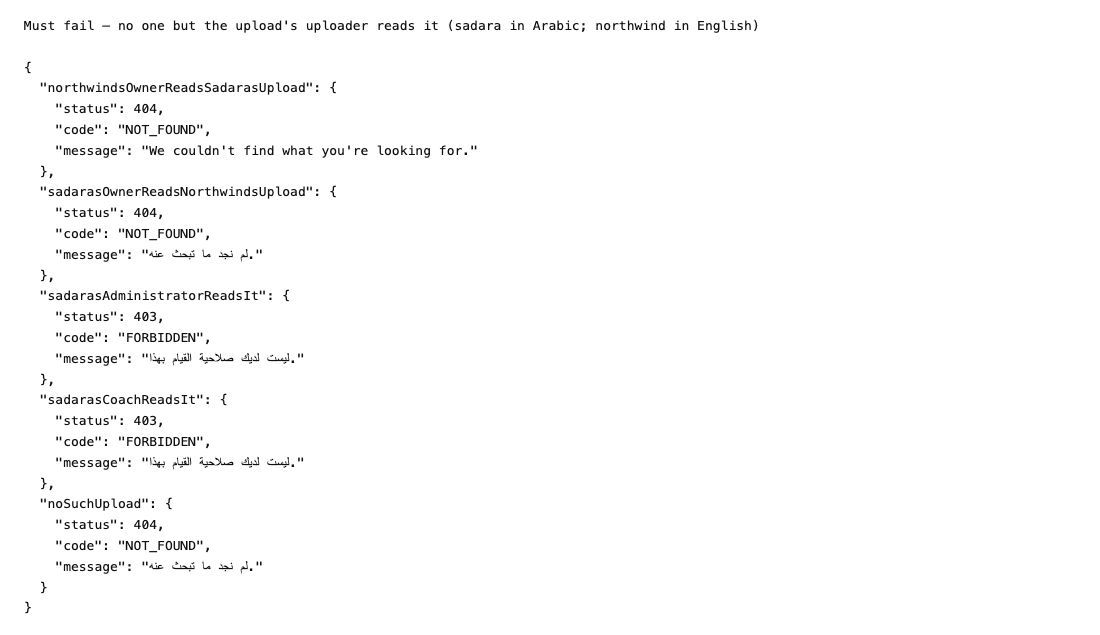 Must fail — no one but the upload's uploader reads it (sadara in Arabic; northwind in English)
{
"northwindsOwnerReadsSadarasUpload": {
"status": 404,
"code": "NOT_FOUND",
"message": "We couldn't find what you're looking for."
},
"sadarasOwnerReadsNorthwindsUpload": {
"status": 404,
"code": "NOT_FOUND",
"message": "لم نجد ما تبحث عنه."
},
"sadarasAdministratorReadsIt": {
"status": 403,
"code": "FORBIDDEN",
"message": "ليست لديك صلاحية القيام بهذا."
},
"sadarasCoachReadsIt": {
"status": 403,
"code": "FORBIDDEN",
"message": "ليست لديك صلاحية القيام بهذا."
},
"noSuchUpload": {
"status": 404,
"code": "NOT_FOUND",
"message": "لم نجد ما تبحث عنه."
}
}